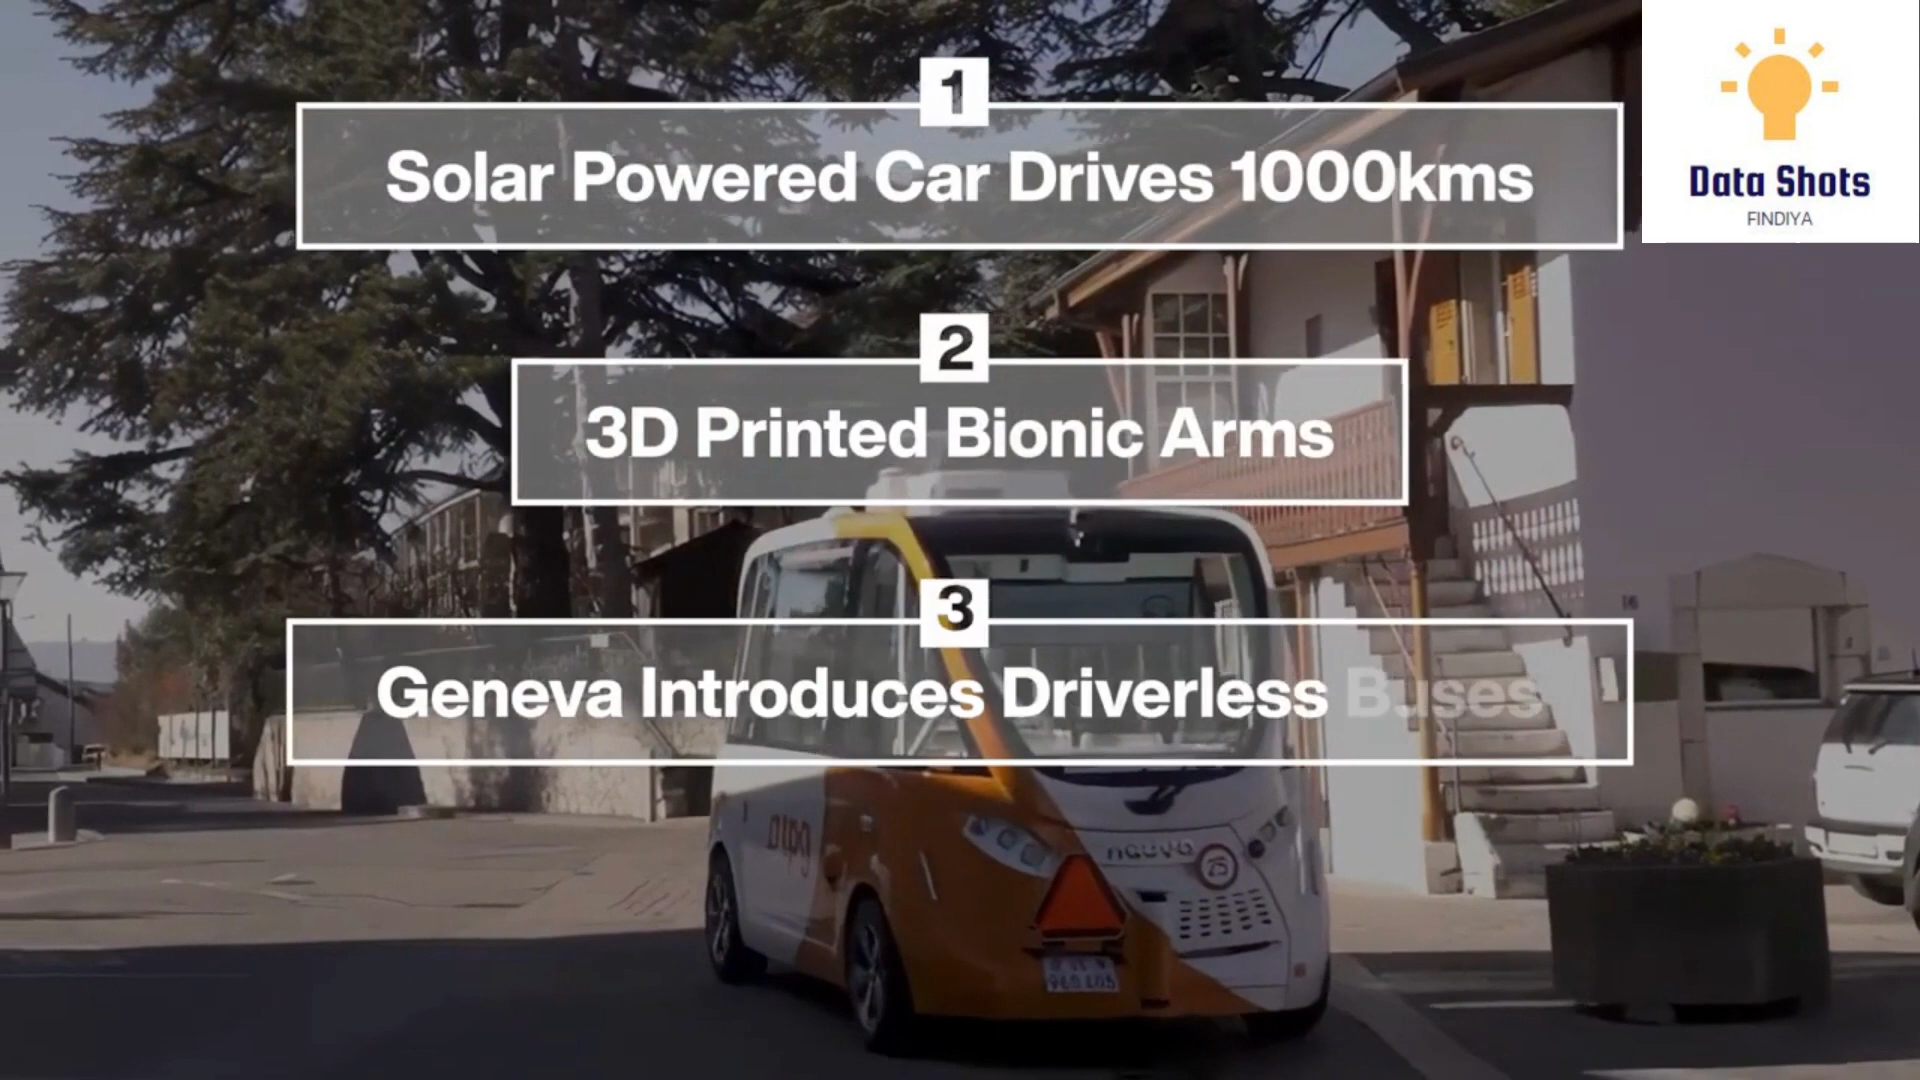 1
Solar Powered Car Drives 1000kms
Data Shots
FINDIYA
2
3D Printed Bionic Arms
3
Geneva Introduces Driverless Buses
navya
25